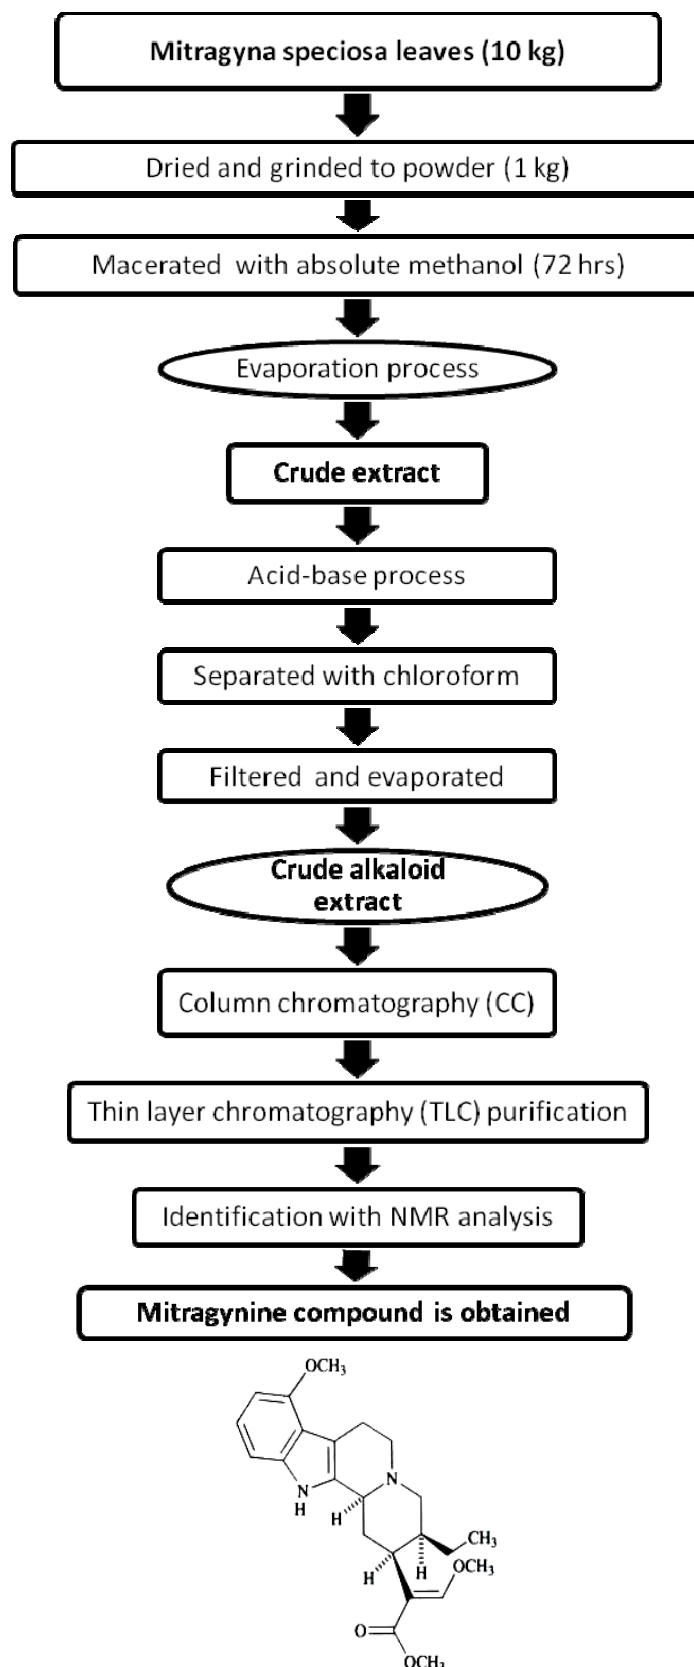 Mitragyna speciosa leaves (10 kg)
Dried and grinded to powder (1 kg)
Macerated with absolute methanol (72 hrs)
Evaporation process
Crude extract
Acid-base process
Separated with chloroform
Filtered and evaporated
Crude alkaloid
extract
Column chromatography (CC)
Thin layer chromatography (TLC) purification
Identification with NMR analysis
Mitragynine compound is obtained
OCH₃
N
N
H
H
CH₃
H
H
OCH₃
O
OCH₃